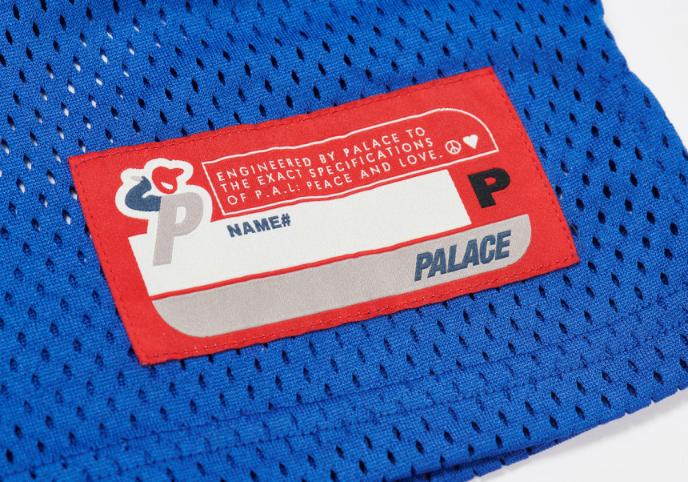 ENGINEERED BY PALACE TO
THE EXACT SPECIFICATIONS
OF P.A.L: PEACE AND LOVE.
P
NAME#
P
PALACE